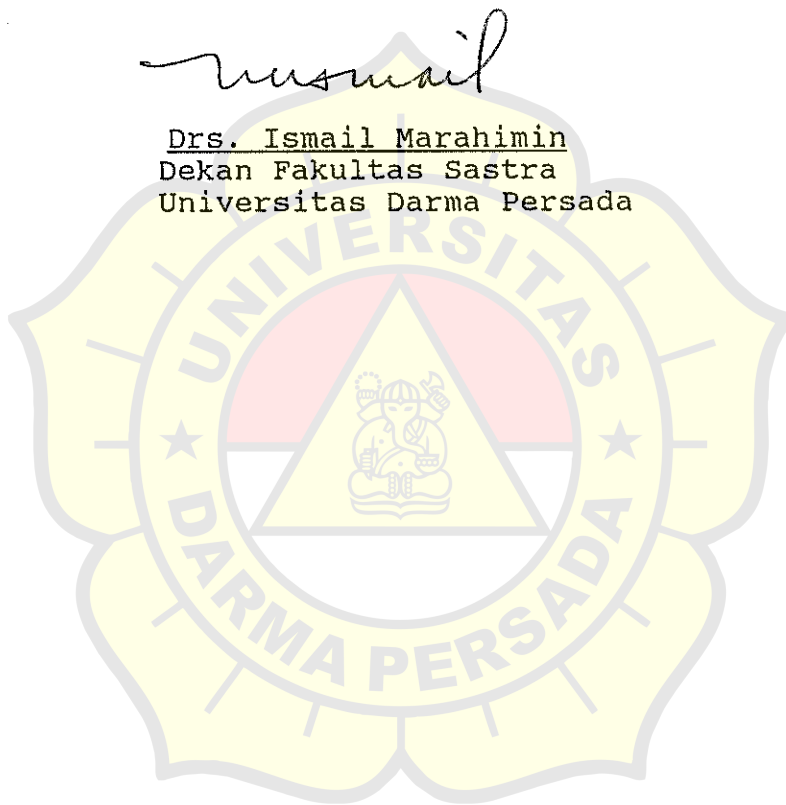 Drs. Ismail Marahimin
Dekan Fakultas Sastra
Universitas Darma Persada
UNIVERSITAS
DARMA PERSADA